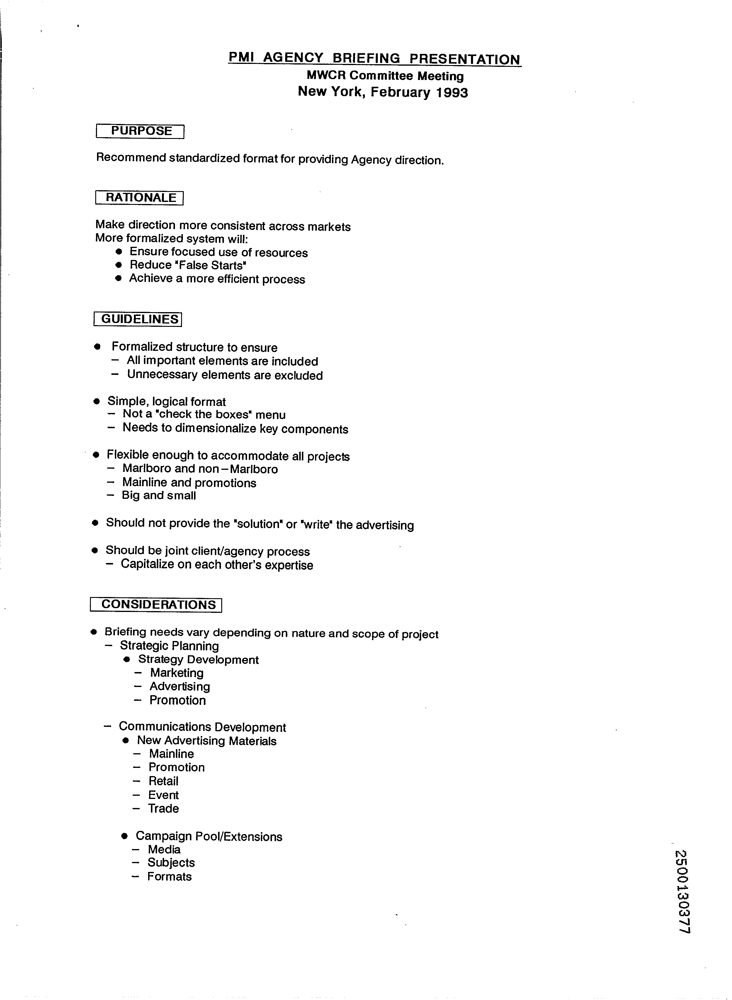 PMI AGENCY BRIEFING PRESENTATION
MWCR Committee Meeting
New York, February 1993
PURPOSE
Recommend standardized format for providing Agency direction.
RATIONALE
Make direction more consistent across markets
More formalized system will:
● Ensure focused use of resources
● Reduce "False Starts"
● Achieve a more efficient process
GUIDELINES
● Formalized structure to ensure
– All important elements are included
– Unnecessary elements are excluded
● Simple, logical format
– Not a "check the boxes" menu
– Needs to dimensionalize key components
● Flexible enough to accommodate all projects
– Marlboro and non–Marlboro
– Mainline and promotions
– Big and small
● Should not provide the "solution" or "write" the advertising
● Should be joint client/agency process
– Capitalize on each other's expertise
CONSIDERATIONS
● Briefing needs vary depending on nature and scope of project
– Strategic Planning
● Strategy Development
– Marketing
– Advertising
– Promotion
– Communications Development
● New Advertising Materials
– Mainline
– Promotion
– Retail
– Event
– Trade
● Campaign Pool/Extensions
– Media
– Subjects
– Formats
2500130377